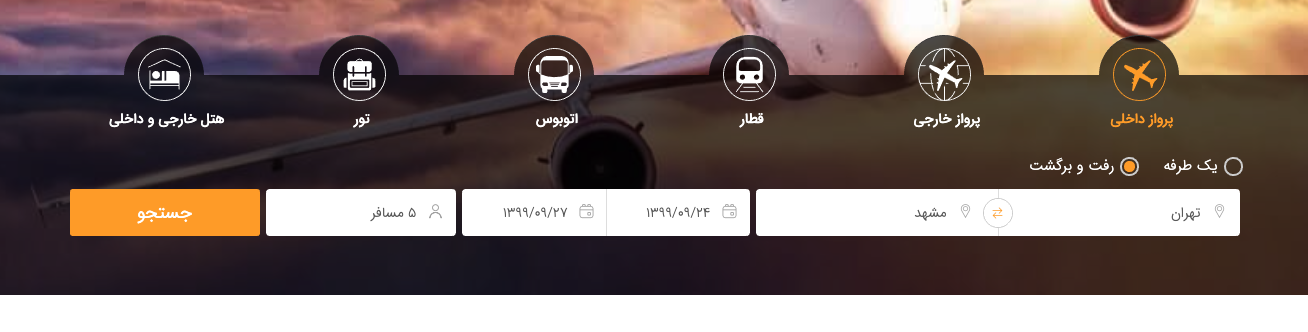 پرواز داخلی
پرواز خارجی
قطار
اتوبوس
تور
هتل خارجی و داخلی
یک طرفه
رفت و برگشت
تهران
مشهد
۱۳۹۹/۰۹/۲۴
۱۳۹۹/۰۹/۲۷
۵ مسافر
جستجو